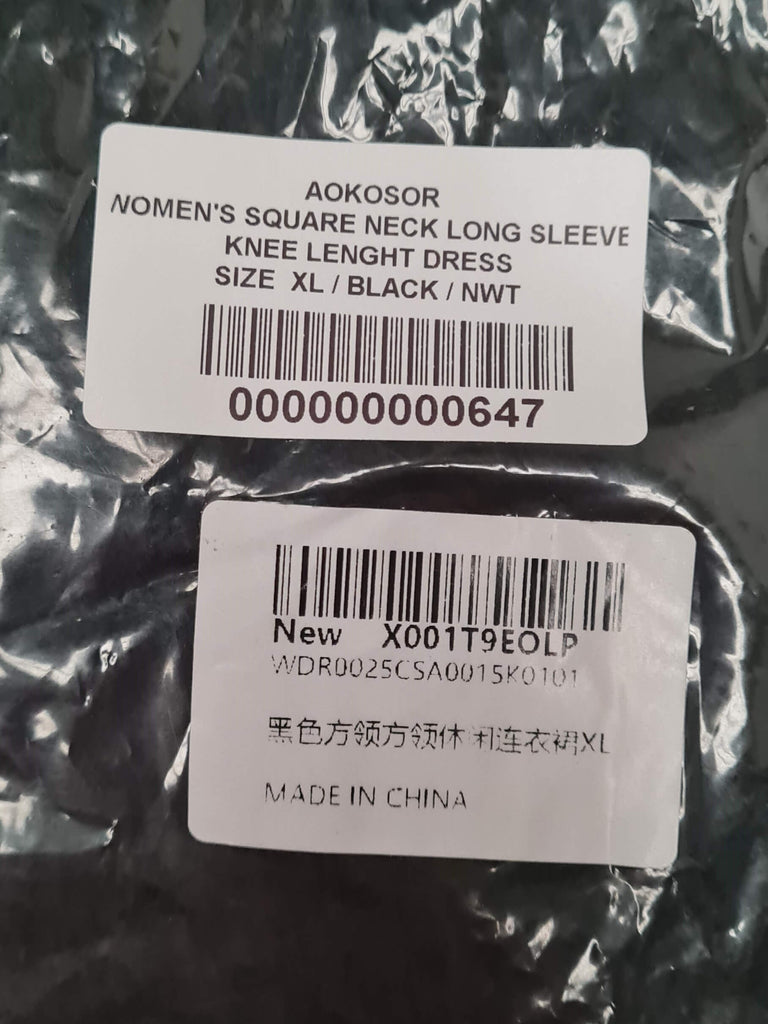 AOKOSOR
WOMEN'S SQUARE NECK LONG SLEEVE
KNEE LENGHT DRESS
SIZE XL / BLACK / NWT
000000000647
New X001T9EOLP
WDR0025CSA0015K0101
黑色方领方领休闲连衣裙XL
MADE IN CHINA